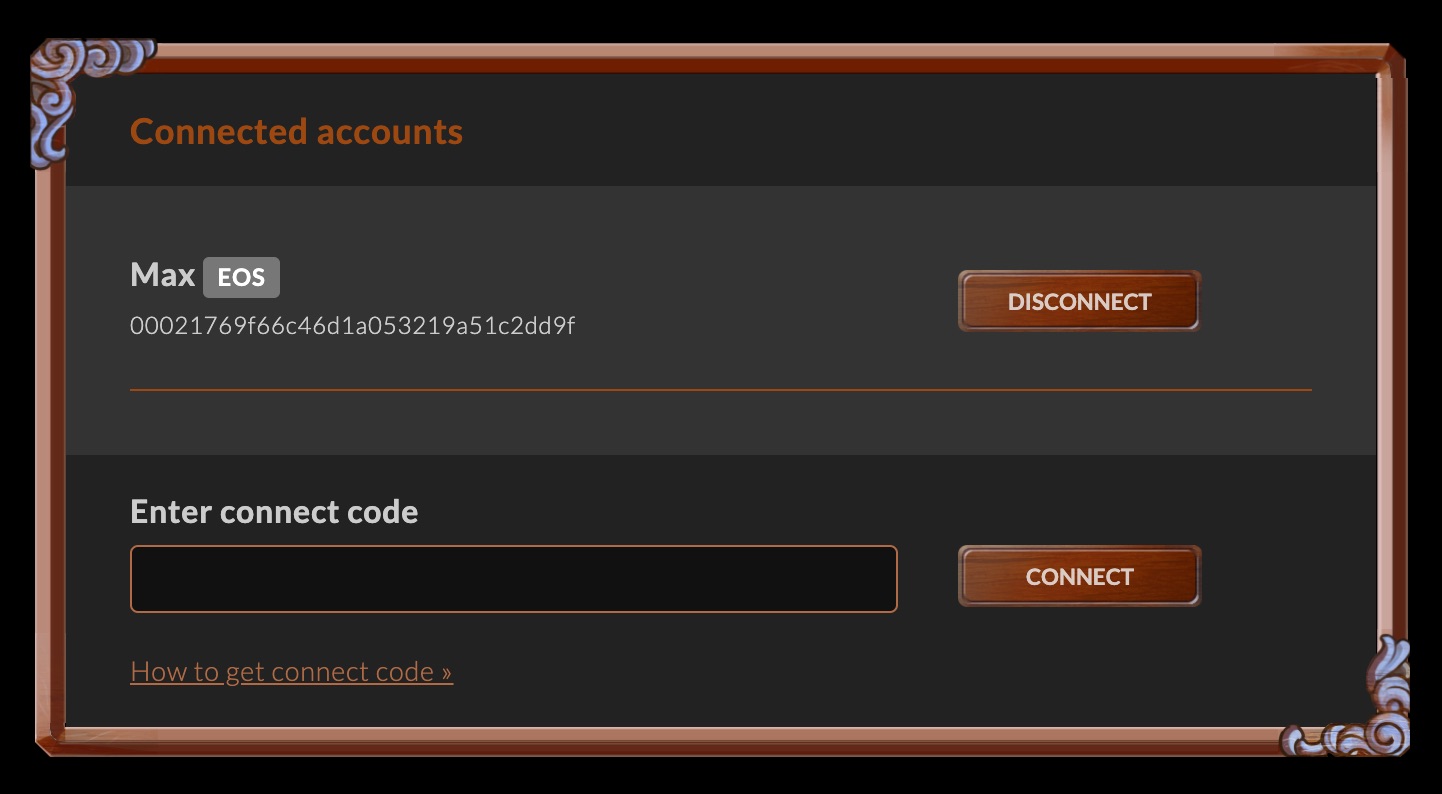 Connected accounts
Max EOS
00021769f66c46d1a053219a51c2dd9f
DISCONNECT
Enter connect code
CONNECT
How to get connect code »